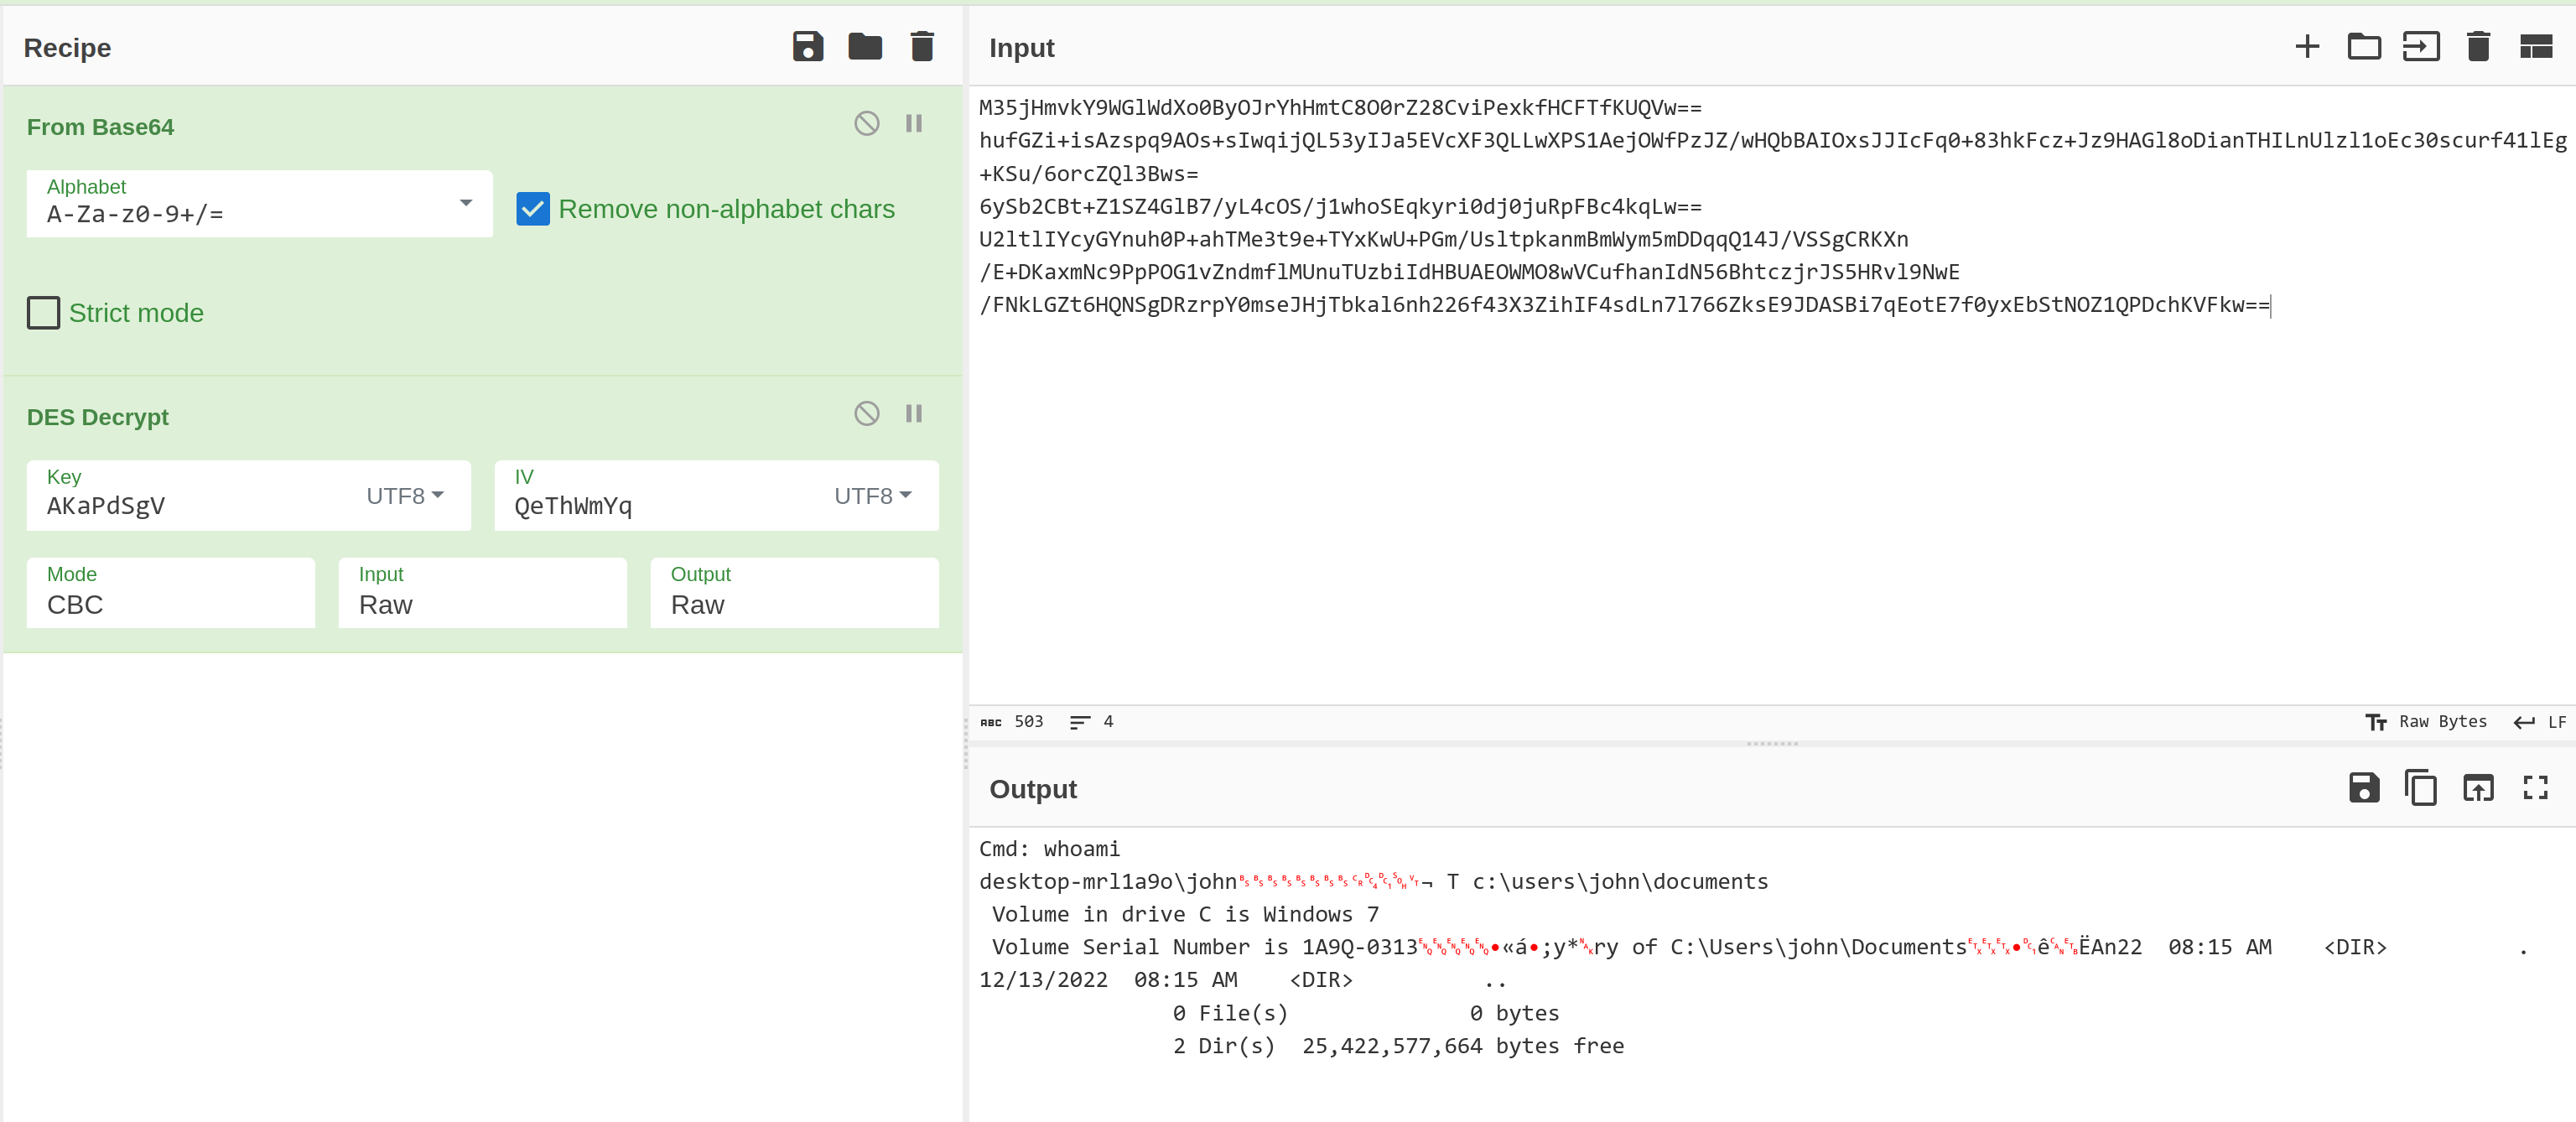 Recipe
From Base64
Alphabet
A-Za-z0-9+/=
Remove non-alphabet chars
Strict mode
DES Decrypt
Key
AKaPdSgV
UTF8
IV
QeThWmYq
UTF8
Mode
CBC
Input
Raw
Output
Raw
Input
M35jHmvkY9WGlWdXo0ByOJrYhHmtC8O0rZ28CviPexkfHCFTfKUQVw==
hufGZi+isAzspq9AOs+sIwqijQL53yIJa5EVcXF3QLLwXPS1AejOWfPzJZ/wHQbBAIOxsJJIcFq0+83hkFcz+Jz9HAGl8oDianTHILnUlzl1oEc30scurf41lEg
+KSu/6orcZQl3Bws=
6ySb2CBt+Z1SZ4GlB7/yL4cOS/j1whoSEqkyri0dj0juRpFBc4kqLw==
U2ltlIYcyGYnuh0P+ahTMe3t9e+TYxKwU+PGm/UsltpkanmBmWym5mDDqqQ14J/VSSgCRKXn
/E+DKaxmNc9PpPOG1vZndmflMUnuTUzbiIdHBUAEOWMO8wVCufhanIdN56BhtczjrJS5HRvl9NwE
/FNkLGZt6HQNSgDRzrpY0mseJHjTbkal6nh226f43X3ZihIF4sdLn7l766ZksE9JDASBi7qEotE7f0yxEbStNOZ1QPDchKVFkw==
ABC 503 4
Raw Bytes LF
Output
Cmd: whoami
desktop-mrl1a9o\john¬ T c:\users\john\documents
Volume in drive C is Windows 7
Volume Serial Number is 1A9Q-0313•«á•;y*ry of C:\Users\john\Documents•êËAn22 08:15 AM <DIR> .
12/13/2022 08:15 AM <DIR> ..
0 File(s) 0 bytes
2 Dir(s) 25,422,577,664 bytes free